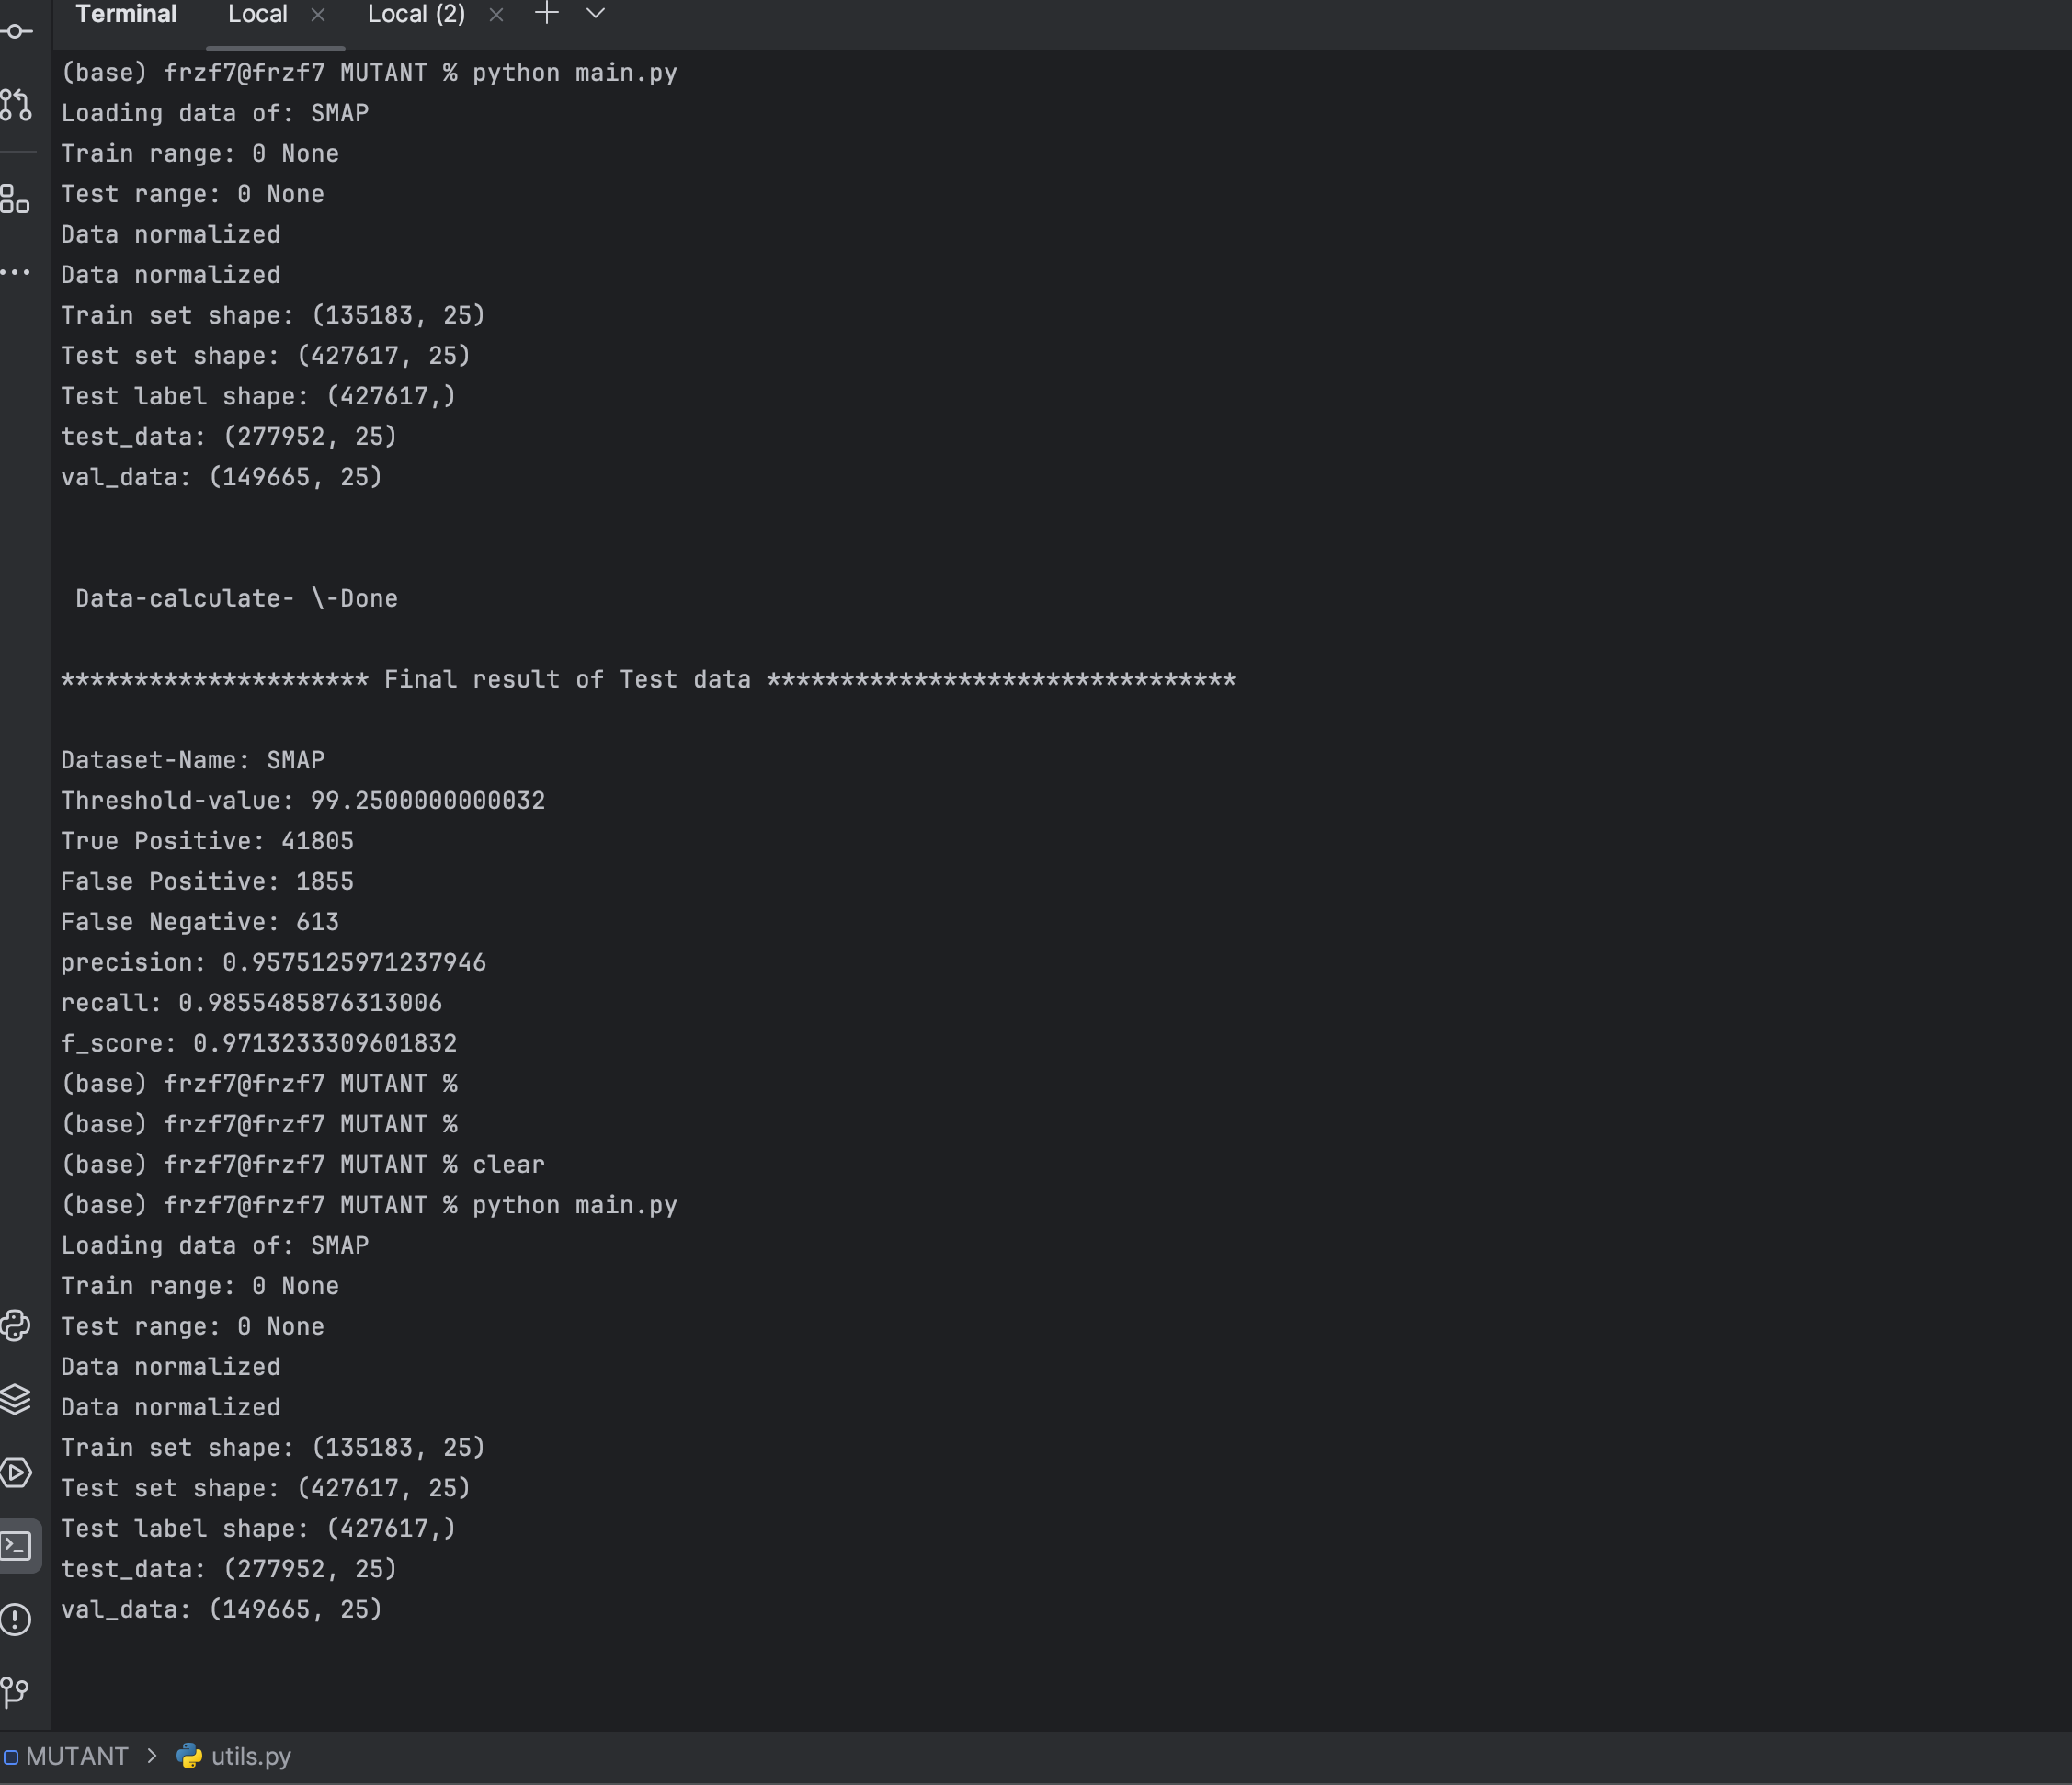 Terminal Local Local (2)
(base) frzf7@frzf7 MUTANT % python main.py
Loading data of: SMAP
Train range: 0 None
Test range: 0 None
Data normalized
Data normalized
Train set shape: (135183, 25)
Test set shape: (427617, 25)
Test label shape: (427617,)
test_data: (277952, 25)
val_data: (149665, 25)
Data-calculate- \-Done
********************* Final result of Test data ********************************
Dataset-Name: SMAP
Threshold-value: 99.2500000000032
True Positive: 41805
False Positive: 1855
False Negative: 613
precision: 0.9575125971237946
recall: 0.9855485876313006
f_score: 0.9713233309601832
(base) frzf7@frzf7 MUTANT %
(base) frzf7@frzf7 MUTANT %
(base) frzf7@frzf7 MUTANT % clear
(base) frzf7@frzf7 MUTANT % python main.py
Loading data of: SMAP
Train range: 0 None
Test range: 0 None
Data normalized
Data normalized
Train set shape: (135183, 25)
Test set shape: (427617, 25)
Test label shape: (427617,)
test_data: (277952, 25)
val_data: (149665, 25)
MUTANT > utils.py